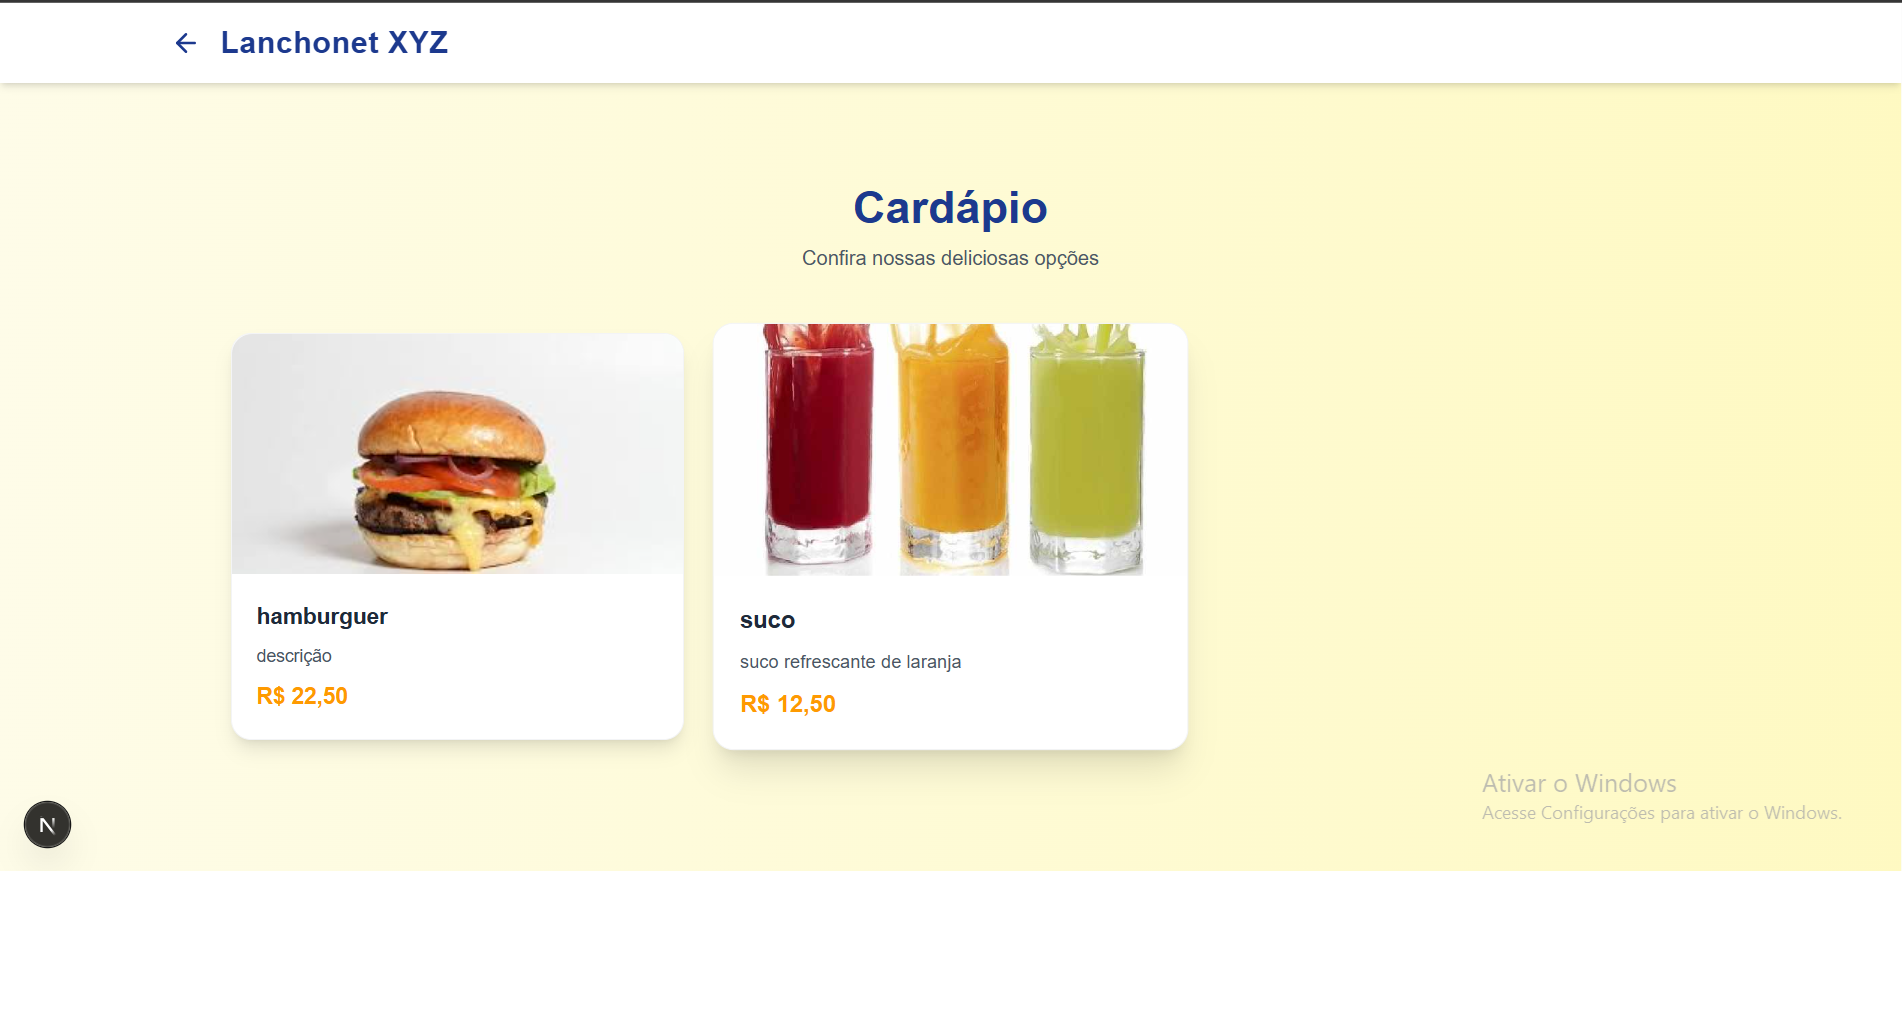 Lanchonet XYZ
Cardápio
Confira nossas deliciosas opções
hamburguer
descrição
R$ 22,50
suco
suco refrescante de laranja
R$ 12,50
Ativar o Windows
Acesse Configurações para ativar o Windows.
N